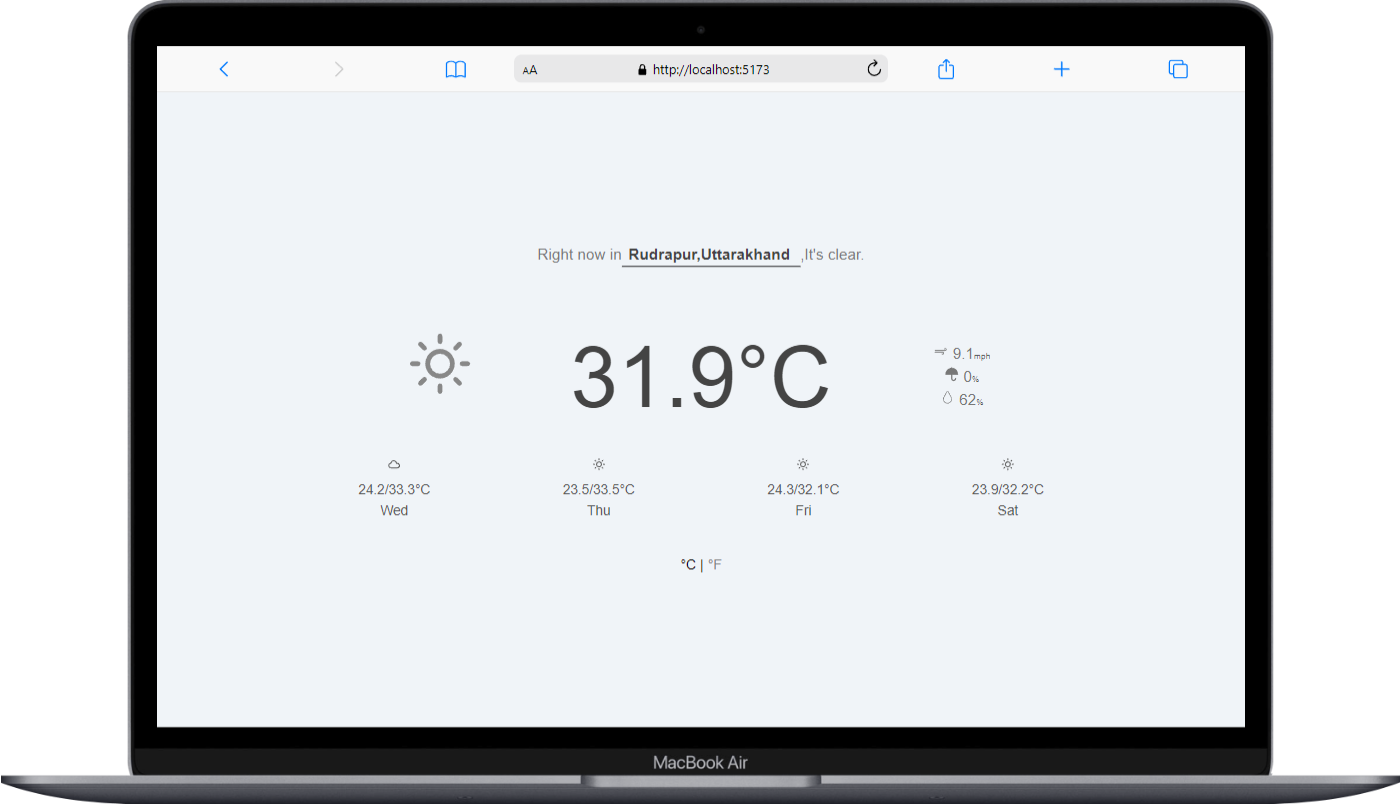 AA http://localhost:5173
Right now in Rudrapur,Uttarakhand ,It's clear.
31.9°C
9.1mph
0%
62%
24.2/33.3°C 23.5/33.5°C 24.3/32.1°C 23.9/32.2°C
Wed Thu Fri Sat
°C | °F
MacBook Air